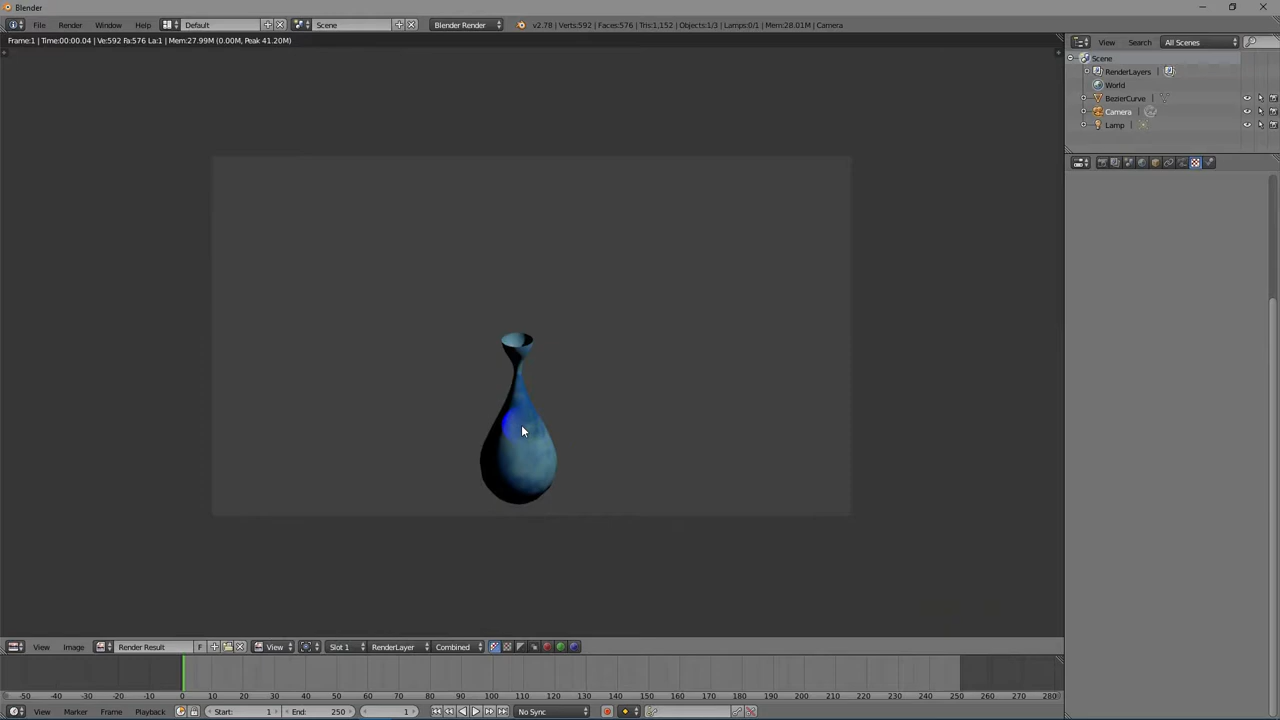 Blender
File Render Window Help Default Scene Blender Render v2.78 | Verts:592 | Faces:576 | Tris:1,152 | Objects:1/3 | Lamps:0/1 | Mem:28.01M | Camera
Frame:1 | Time:00:00.04 | Ve:592 Fa:576 La:1 | Mem:27.99M (0.00M, Peak 41.20M)
View Search All Scenes
Scene
RenderLayers
World
BezierCurve
Camera
Lamp
View Image Render Result F View Slot 1 RenderLayer Combined
-50 -40 -30 -20 -10 0 10 20 30 40 50 60 70 80 90 100 110 120 130 140 150 160 170 180 190 200 210 220 230 240 250 260 270 280
View Marker Frame Playback Start: 1 End: 250 1 No Sync